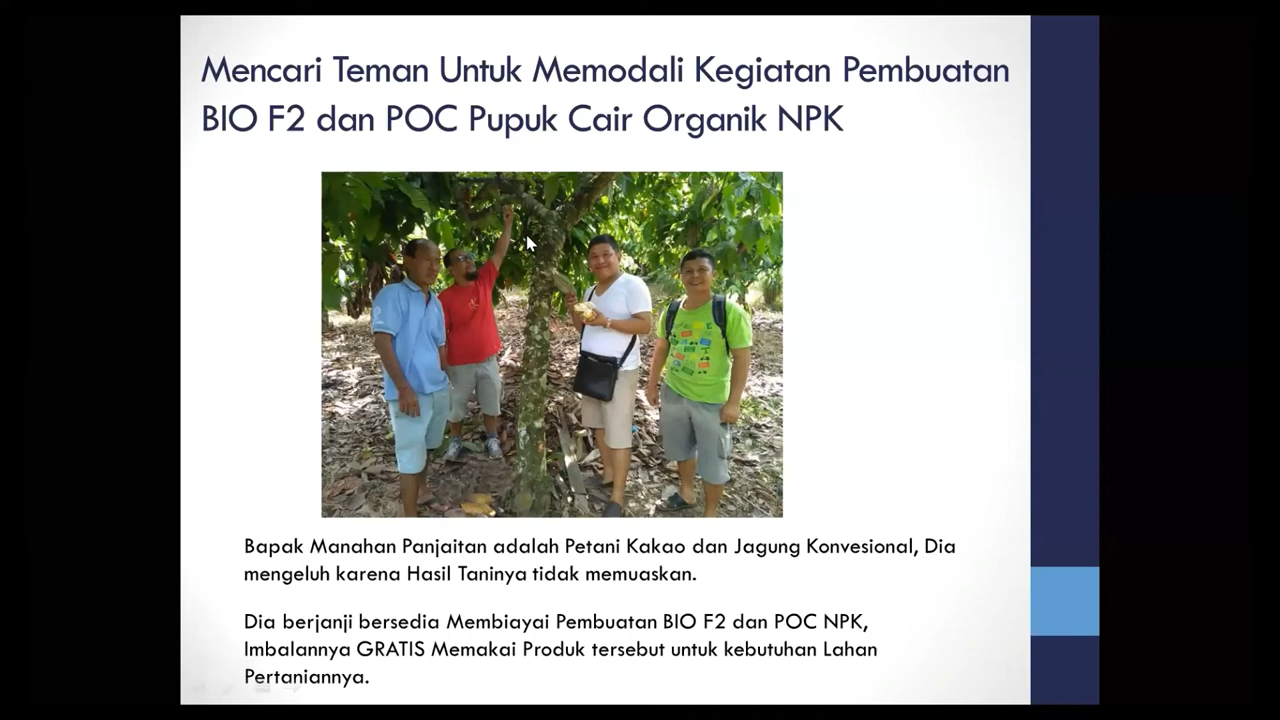 Mencari Teman Untuk Memodali Kegiatan Pembuatan
BIO F2 dan POC Pupuk Cair Organik NPK
Bapak Manahan Panjaitan adalah Petani Kakao dan Jagung Konvesional, Dia
mengeluh karena Hasil Taninya tidak memuaskan.
Dia berjanji bersedia Membiayai Pembuatan BIO F2 dan POC NPK,
Imbalannya GRATIS Memakai Produk tersebut untuk kebutuhan Lahan
Pertaniannya.